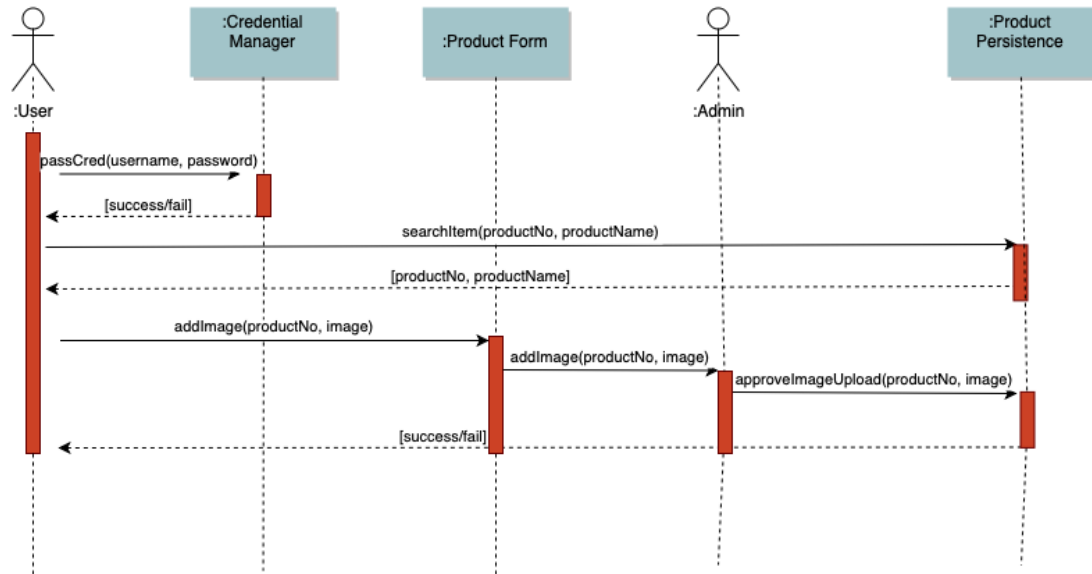 :Credential
Manager
:Product Form
:Product
Persistence
:User
:Admin
passCred(username, password)
[success/fail]
searchItem(productNo, productName)
[productNo, productName]
addImage(productNo, image)
addImage(productNo, image)
approveImageUpload(productNo, image)
[success/fail]